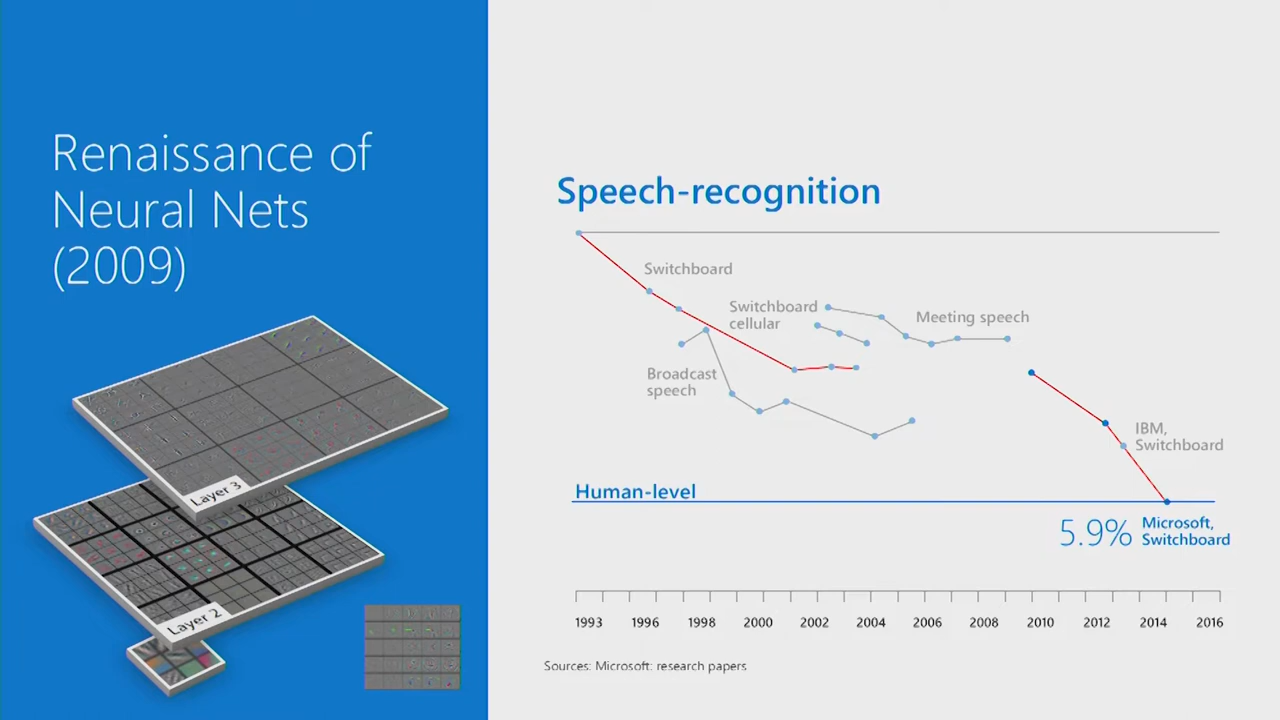 Renaissance of
Neural Nets
(2009)
Layer 3
Layer 2
Speech-recognition
Switchboard
Switchboard
cellular
Meeting speech
Broadcast
speech
IBM,
Switchboard
Human-level
5.9%
Microsoft,
Switchboard
1993 1996 1998 2000 2002 2004 2006 2008 2010 2012 2014 2016
Sources: Microsoft: research papers